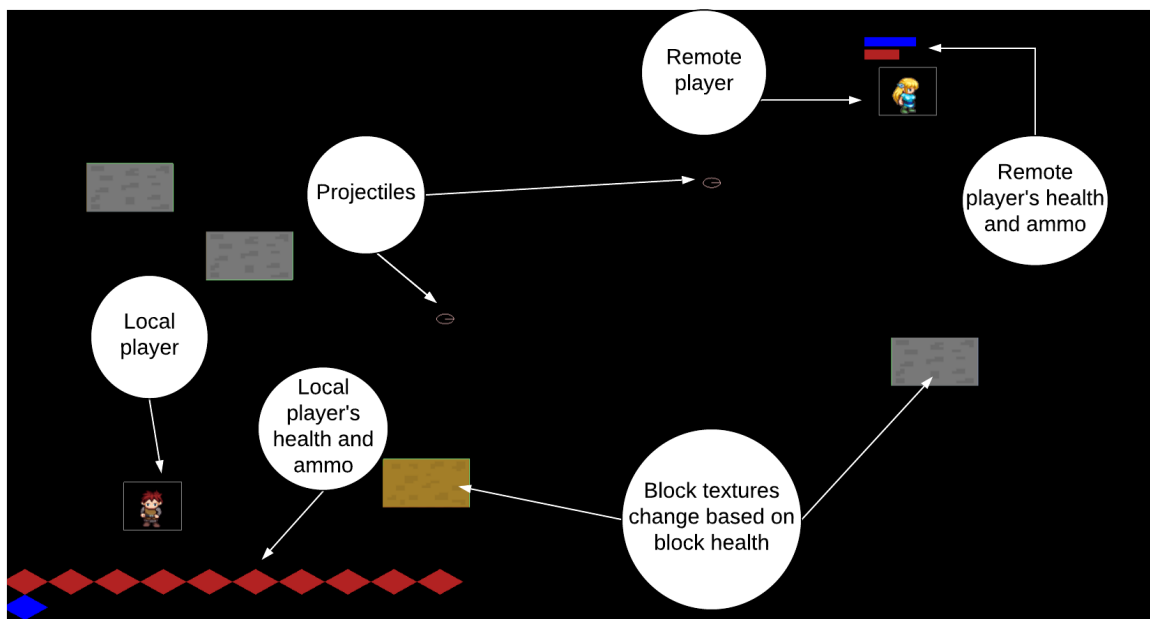 Remote
player
Projectiles
Remote
player's health
and ammo
Local
player
Local
player's
health and
ammo
Block textures
change based on
block health